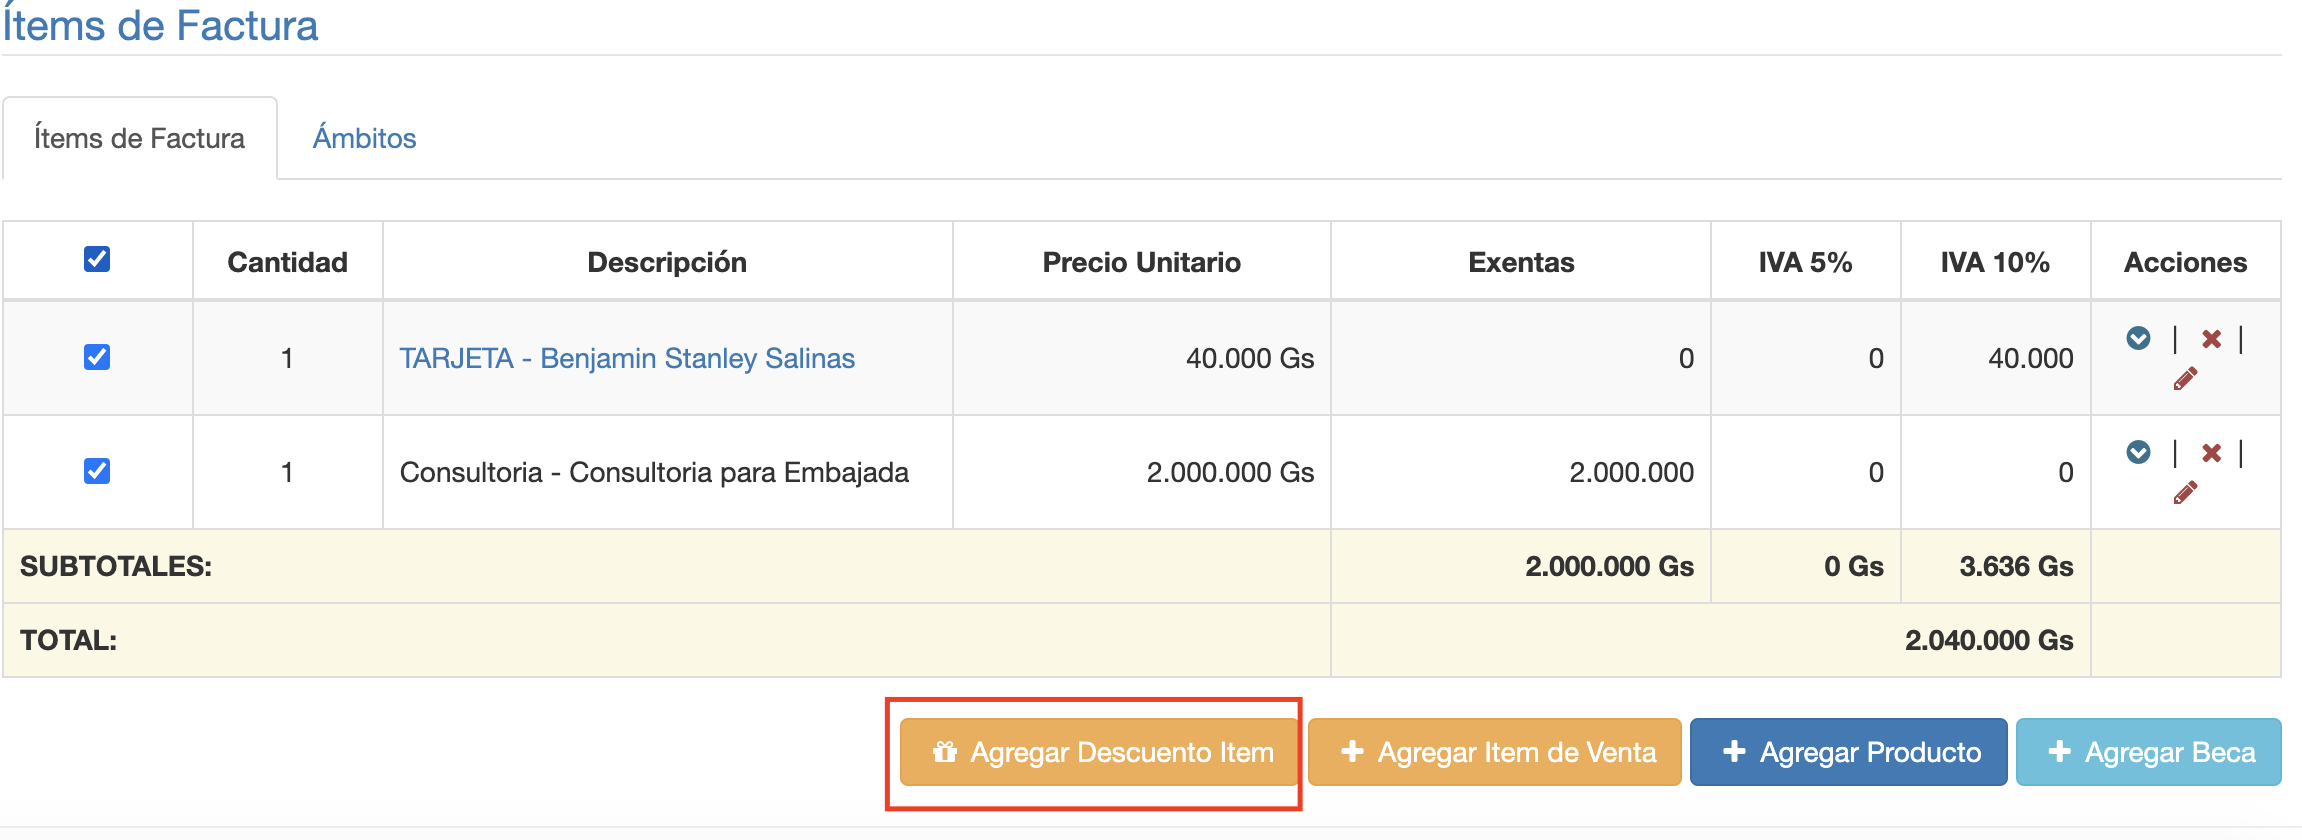 Ítems de Factura
Ítems de Factura Ámbitos
Cantidad Descripción Precio Unitario Exentas IVA 5% IVA 10% Acciones
1 TARJETA - Benjamin Stanley Salinas 40.000 Gs 0 0 40.000 | |
1 Consultoria - Consultoria para Embajada 2.000.000 Gs 2.000.000 0 0 | |
SUBTOTALES: 2.000.000 Gs 0 Gs 3.636 Gs
TOTAL: 2.040.000 Gs
Agregar Descuento Item + Agregar Item de Venta + Agregar Producto + Agregar Beca